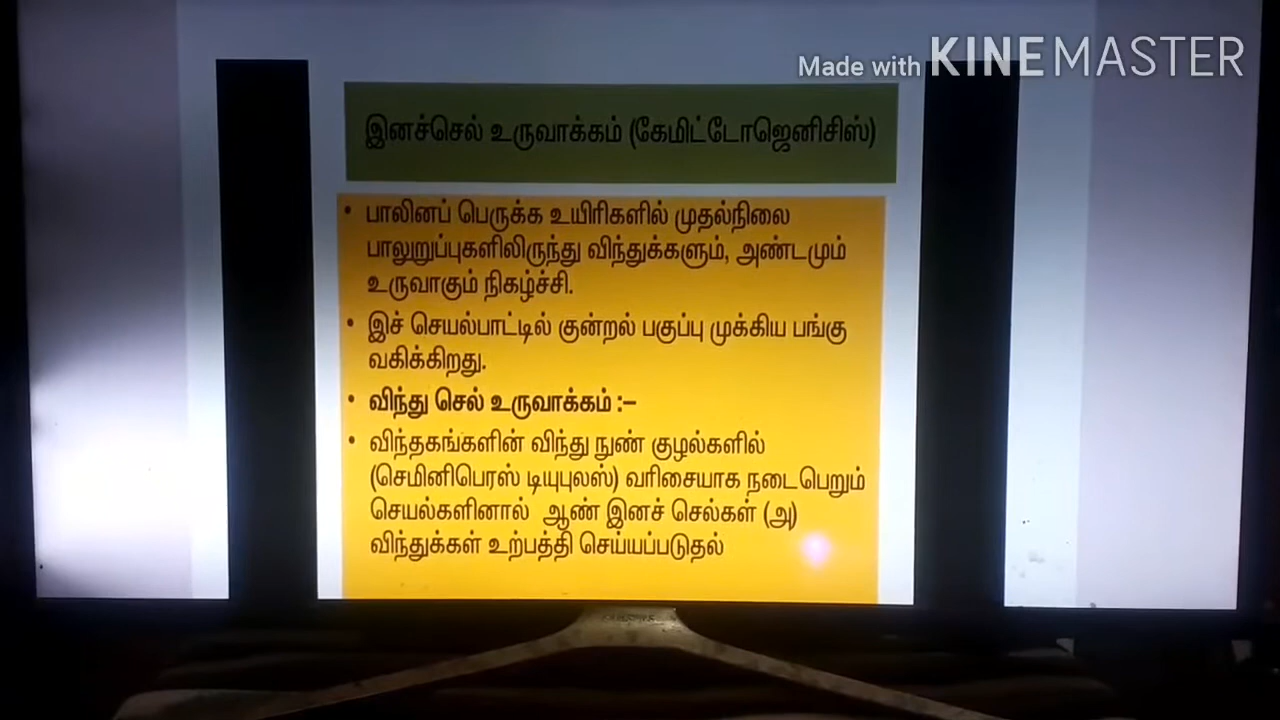 Made with KINEMASTER
இனச்செல் உருவாக்கம் (கேமிட்டோஜெனிசிஸ்)
• பாலினப் பெருக்க உயிரிகளில் முதல்நிலை
பாலுறுப்புகளிலிருந்து விந்துக்களும், அண்டமும்
உருவாகும் நிகழ்ச்சி.
• இச் செயல்பாட்டில் குன்றல் பகுப்பு முக்கிய பங்கு
வகிக்கிறது.
• விந்து செல் உருவாக்கம் :–
• விந்தகங்களின் விந்து நுண் குழல்களில்
(செமினிபெரஸ் டியுபுலஸ்) வரிசையாக நடைபெறும்
செயல்களினால் ஆண் இனச் செல்கள் (அ)
விந்துக்கள் உற்பத்தி செய்யப்படுதல்